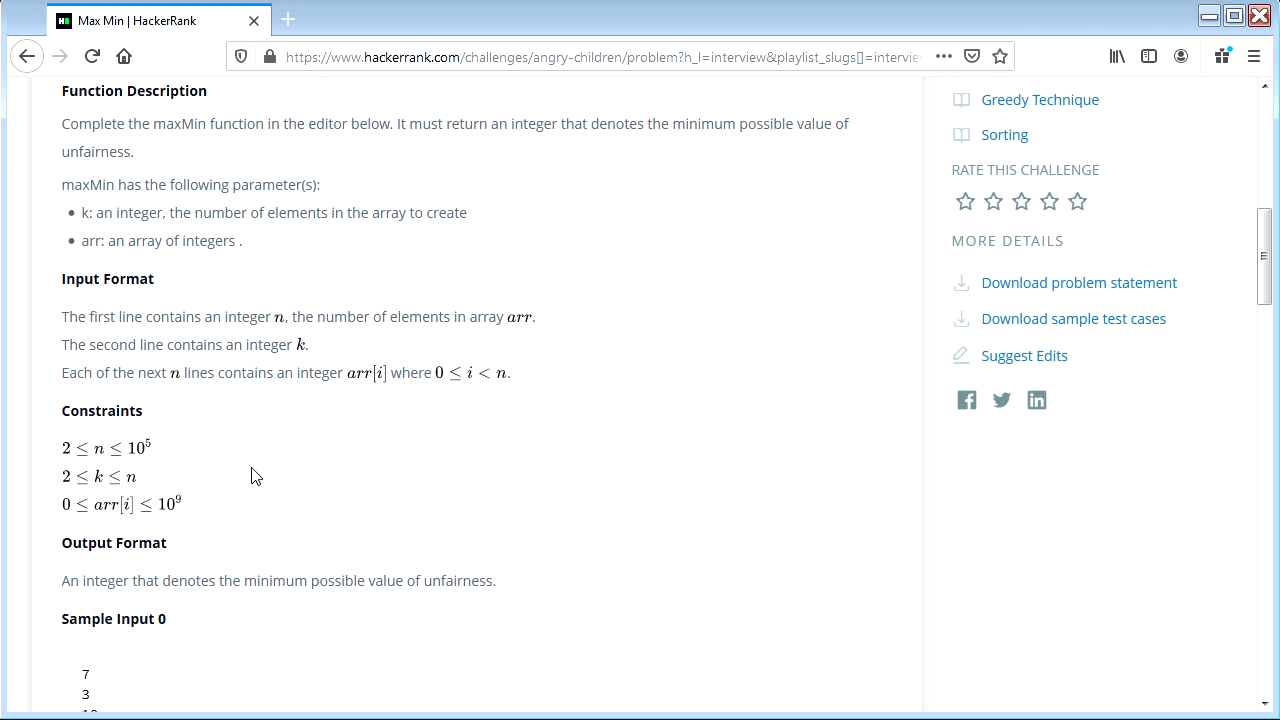 Max Min | HackerRank
https://www.hackerrank.com/challenges/angry-children/problem?h_l=interview&playlist_slugs[]=intervie
Function Description
Complete the maxMin function in the editor below. It must return an integer that denotes the minimum possible value of
unfairness.
maxMin has the following parameter(s):
• k: an integer, the number of elements in the array to create
• arr: an array of integers .
Input Format
The first line contains an integer n, the number of elements in array arr.
The second line contains an integer k.
Each of the next n lines contains an integer arr[i] where 0 ≤ i < n.
Constraints
2 ≤ n ≤ 10⁵
2 ≤ k ≤ n
0 ≤ arr[i] ≤ 10⁹
Output Format
An integer that denotes the minimum possible value of unfairness.
Sample Input 0
7
3
Greedy Technique
Sorting
RATE THIS CHALLENGE
MORE DETAILS
Download problem statement
Download sample test cases
Suggest Edits